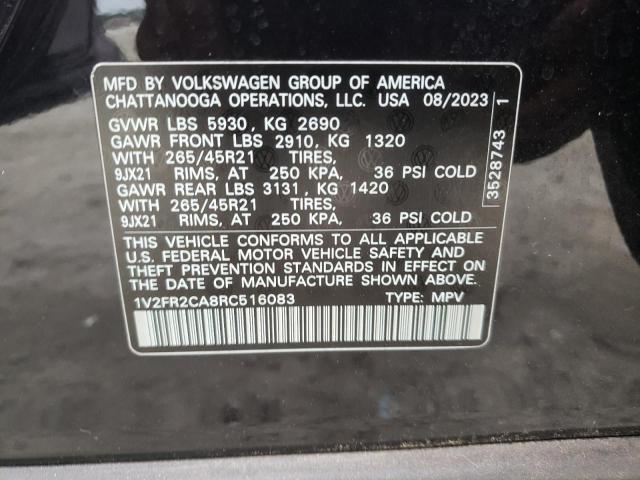 MFD BY VOLKSWAGEN GROUP OF AMERICA
CHATTANOOGA OPERATIONS, LLC. USA 08/2023
GVWR LBS 5930, KG 2690
GAWR FRONT LBS 2910, KG 1320
WITH 265/45R21 TIRES,
9JX21 RIMS, AT 250 KPA, 36 PSI COLD
GAWR REAR LBS 3131, KG 1420
WITH 265/45R21 TIRES,
9JX21 RIMS, AT 250 KPA, 36 PSI COLD
THIS VEHICLE CONFORMS TO ALL APPLICABLE
U.S. FEDERAL MOTOR VEHICLE SAFETY AND
THEFT PREVENTION STANDARDS IN EFFECT ON
THE DATE OF MANUFACTURE SHOWN ABOVE.
1V2FR2CA8RC516083 TYPE: MPV
3528743 1